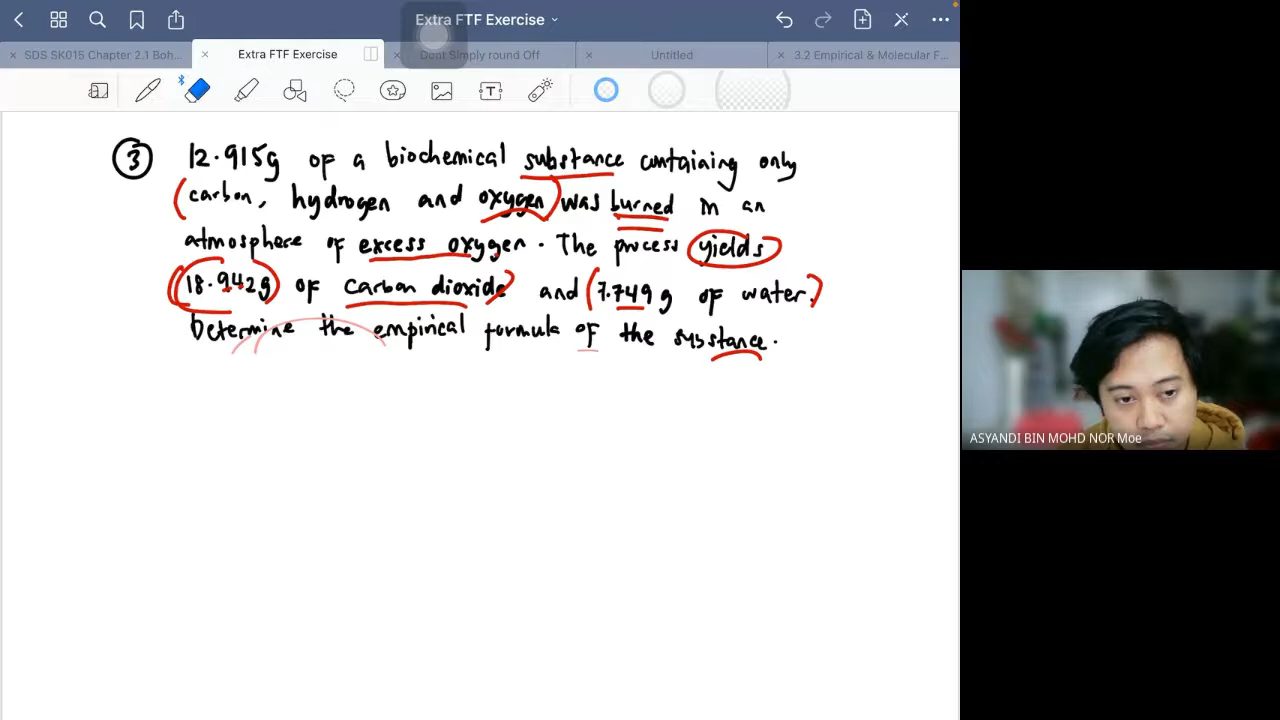 Extra FTF Exercise
SDS SK015 Chapter 2.1 Boh...
Extra FTF Exercise
Dont Simply round Off
Untitled
3.2 Empirical & Molecular F...
③ 12.915g of a biochemical substance containing only
(carbon, hydrogen and oxygen) was burned in an
atmosphere of excess oxygen. The process yields
(18.942g) of carbon dioxide) and (7.749 g of water.)
Determine the empirical formula of the substance.
ASYANDI BIN MOHD NOR Moe